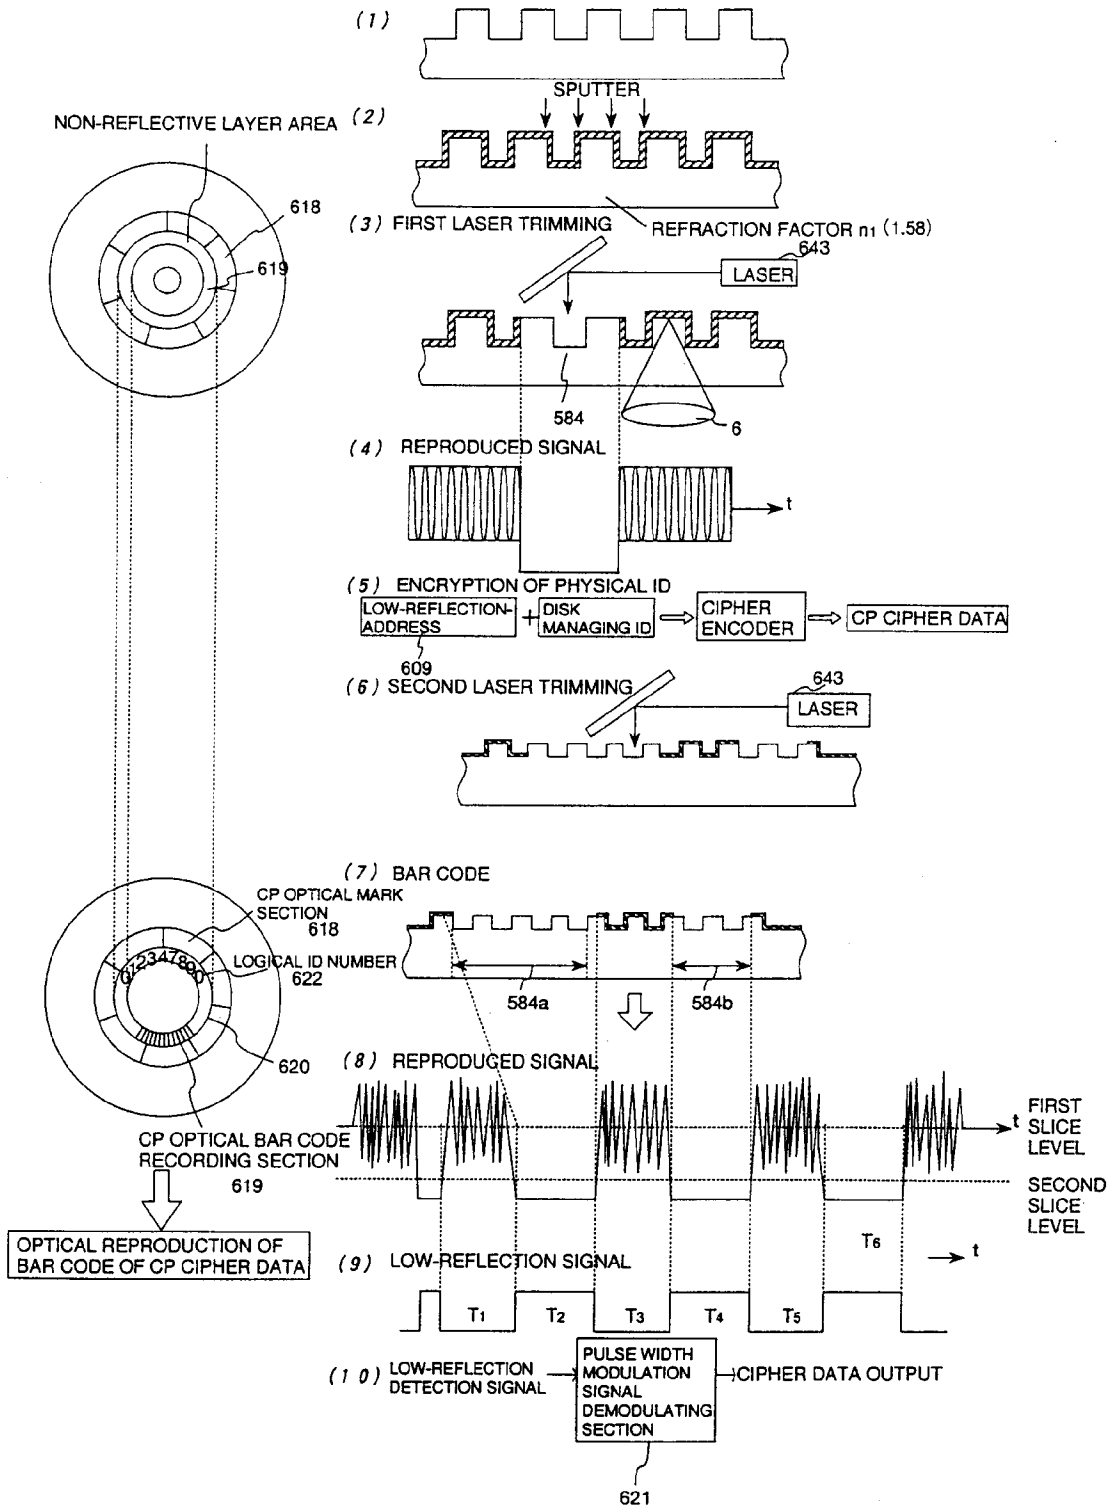 (1)
SPUTTER
(2)
NON-REFLECTIVE LAYER AREA
618
619
(3) FIRST LASER TRIMMING
REFRACTION FACTOR n1 (1.58)
643
LASER
584
6
(4) REPRODUCED SIGNAL
t
(5) ENCRYPTION OF PHYSICAL ID
LOW-REFLECTION-
ADDRESS
+
DISK
MANAGING ID
CIPHER
ENCODER
CP CIPHER DATA
609
(6) SECOND LASER TRIMMING
643
LASER
(7) BAR CODE
CP OPTICAL MARK
SECTION
618
LOGICAL ID NUMBER
622
012347890
584a
584b
620
(8) REPRODUCED SIGNAL
t
FIRST
SLICE
LEVEL
CP OPTICAL BAR CODE
RECORDING SECTION
619
SECOND
SLICE
LEVEL
OPTICAL REPRODUCTION OF
BAR CODE OF CP CIPHER DATA
T6
t
(9) LOW-REFLECTION SIGNAL
T1 T2 T3 T4 T5
(10) LOW-REFLECTION
DETECTION SIGNAL
PULSE WIDTH
MODULATION
SIGNAL
DEMODULATING
SECTION
CIPHER DATA OUTPUT
621